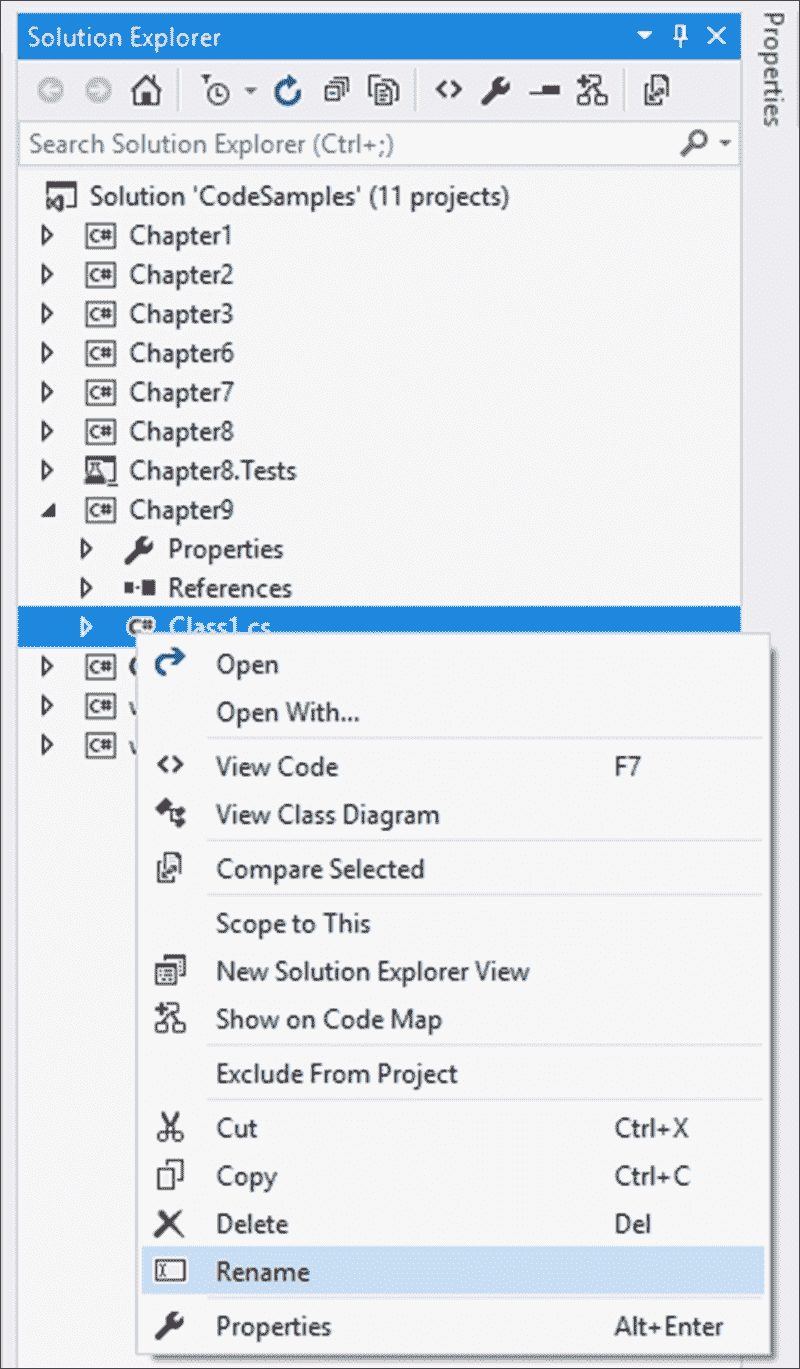 Solution Explorer
Properties
Search Solution Explorer (Ctrl+;)
Solution 'CodeSamples' (11 projects)
C# Chapter1
C# Chapter2
C# Chapter3
C# Chapter6
C# Chapter7
C# Chapter8
Chapter8.Tests
C# Chapter9
Properties
References
C# Class1.cs
C#
C#
C#
Open
Open With...
View Code F7
View Class Diagram
Compare Selected
Scope to This
New Solution Explorer View
Show on Code Map
Exclude From Project
Cut Ctrl+X
Copy Ctrl+C
Delete Del
Rename
Properties Alt+Enter